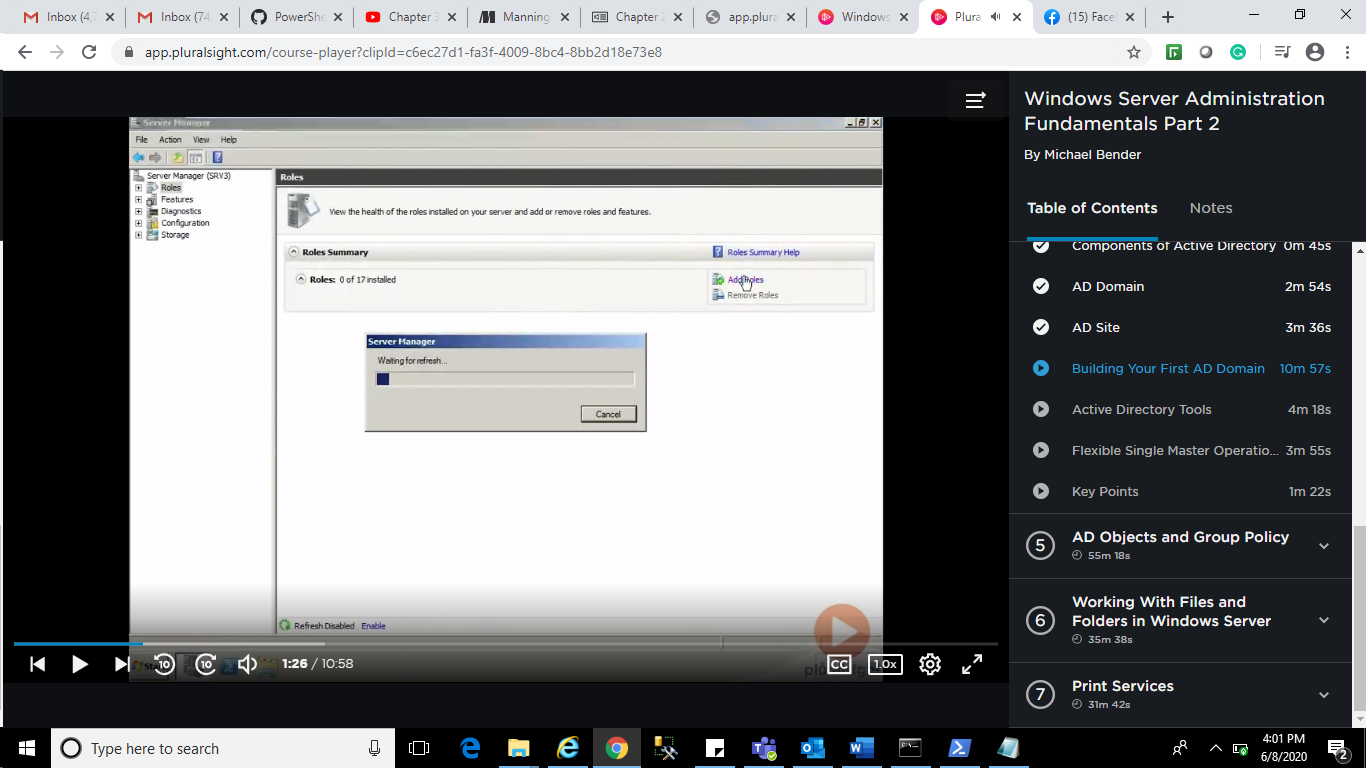 Inbox (4,7
Inbox (74
PowerShe
Chapter 3
Manning
Chapter 2
app.plura
Windows
Plura
(15) Face
app.pluralsight.com/course-player?clipId=c6ec27d1-fa3f-4009-8bc4-8bb2d18e73e8
Server Manager
File Action View Help
Server Manager (SRV3)
Roles
Features
Diagnostics
Configuration
Storage
Roles
View the health of the roles installed on your server and add or remove roles and features.
Roles Summary
Roles Summary Help
Roles: 0 of 17 installed
Add Roles
Remove Roles
Server Manager
Waiting for refresh...
Cancel
Refresh Disabled Enable
10
10
1:26 / 10:58
CC
1.0x
Windows Server Administration
Fundamentals Part 2
By Michael Bender
Table of Contents
Notes
Components of Active Directory 0m 45s
AD Domain 2m 54s
AD Site 3m 36s
Building Your First AD Domain 10m 57s
Active Directory Tools 4m 18s
Flexible Single Master Operatio... 3m 55s
Key Points 1m 22s
5 AD Objects and Group Policy
55m 18s
6 Working With Files and
Folders in Windows Server
35m 38s
7 Print Services
31m 42s
Type here to search
4:01 PM
6/8/2020
2